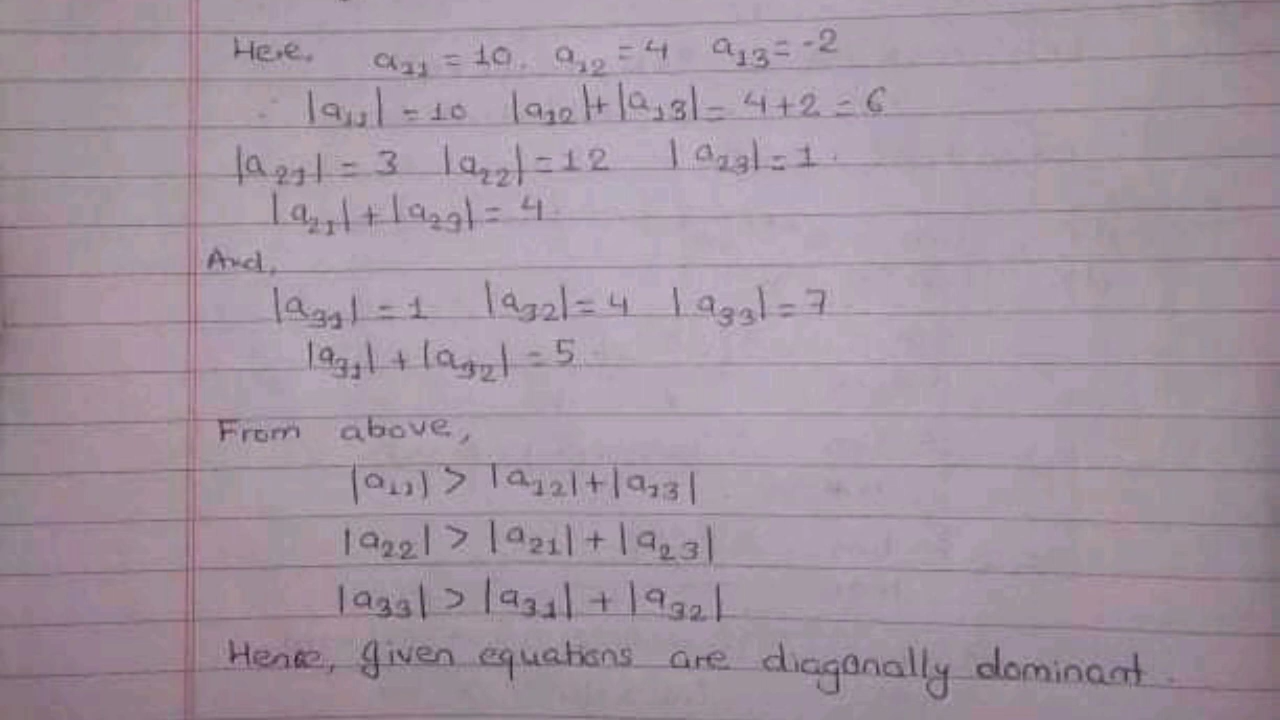 Here, a₁₁ = 10, a₁₂ = 4 a₁₃ = -2
|a₁₁| = 10 |a₁₂|+|a₁₃| = 4+2 = 6
|a₂₁| = 3 |a₂₂| = 12 |a₂₃| = 1.
|a₂₁| + |a₂₃| = 4.
And,
|a₃₁| = 1 |a₃₂| = 4 |a₃₃| = 7
|a₃₁| + |a₃₂| = 5
From above,
|a₁₁| > |a₁₂|+|a₁₃|
|a₂₂| > |a₂₁| + |a₂₃|
|a₃₃| > |a₃₁| + |a₃₂|
Hence, given equations are diagonally dominant.